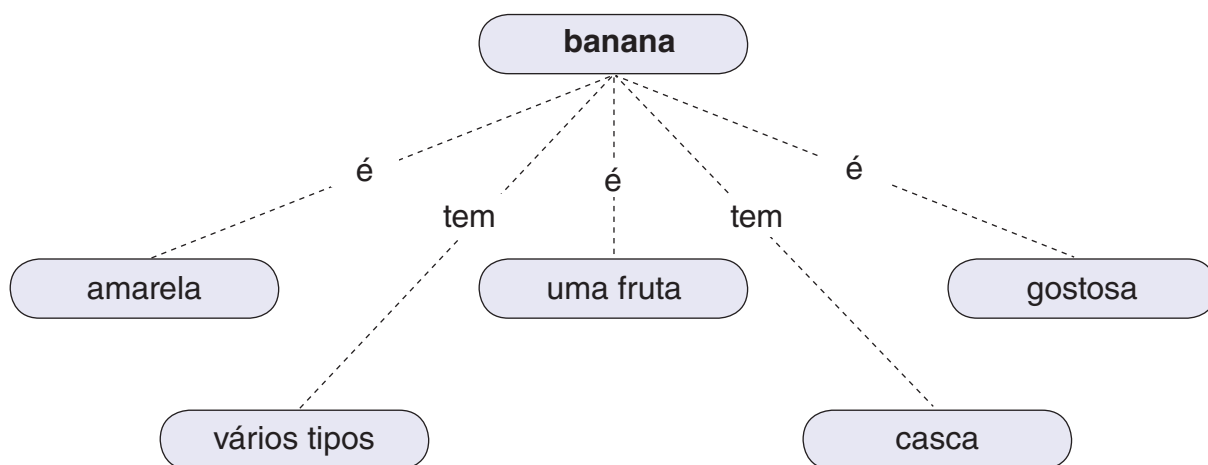 banana
é
é
é
tem
tem
amarela
uma fruta
gostosa
vários tipos
casca